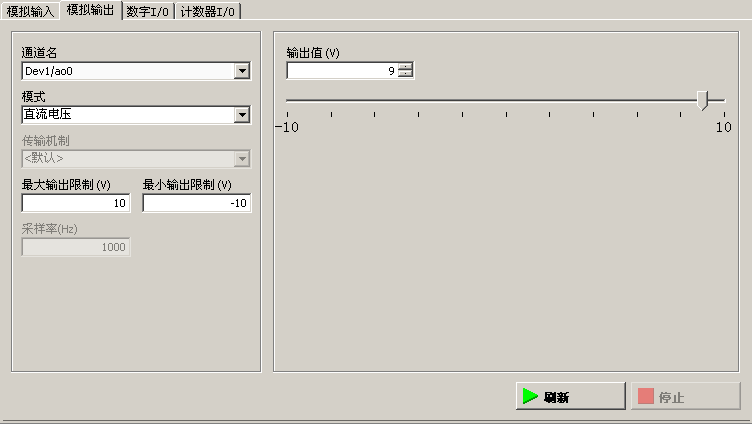 模拟输入 模拟输出 数字I/O 计数器I/O
通道名
Dev1/ao0
模式
直流电压
传输机制
<默认>
最大输出限制(V) 最小输出限制(V)
10 -10
采样率(Hz)
1000
输出值(V)
9
-10 10
刷新 停止